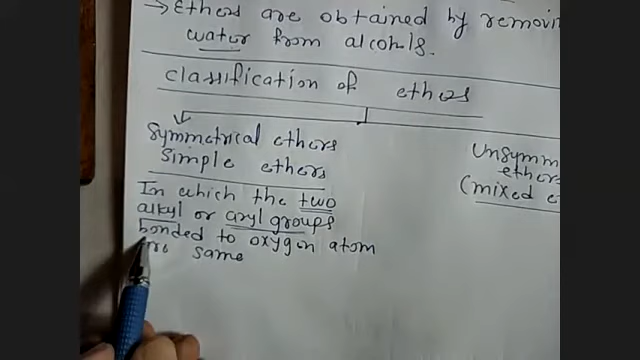 → Ethers are obtained by removi
water from alcohols.
classification of ethers
Symmetrical ethers
Simple ethers
Unsymm
ethers
(mixed e
In which the two
alkyl or aryl groups
bonded to oxygen atom
are same